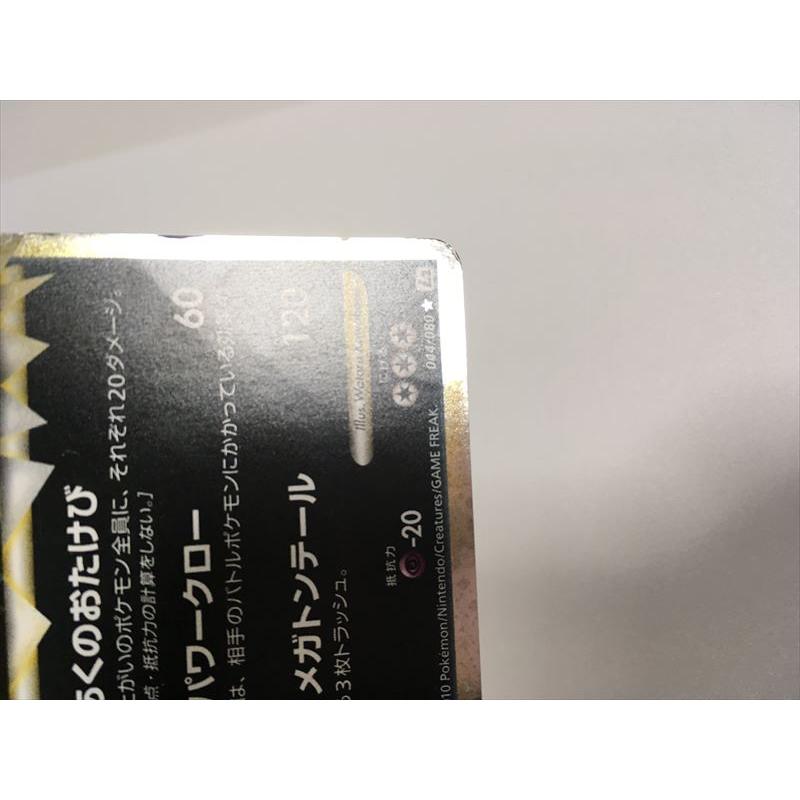 くのおたけび
がいのポケモン全員に、それぞれ20ダメージ。
点・抵抗力の計算をしない。]
パワークロー 60
は、相手のバトルポケモンにかかっている効
メガトンテール 120
3枚トラッシュ。
Illus. Wataru
にげる
抵抗力 -20
10 Pokémon/Nintendo/Creatures/GAME FREAK.
044/080 ★